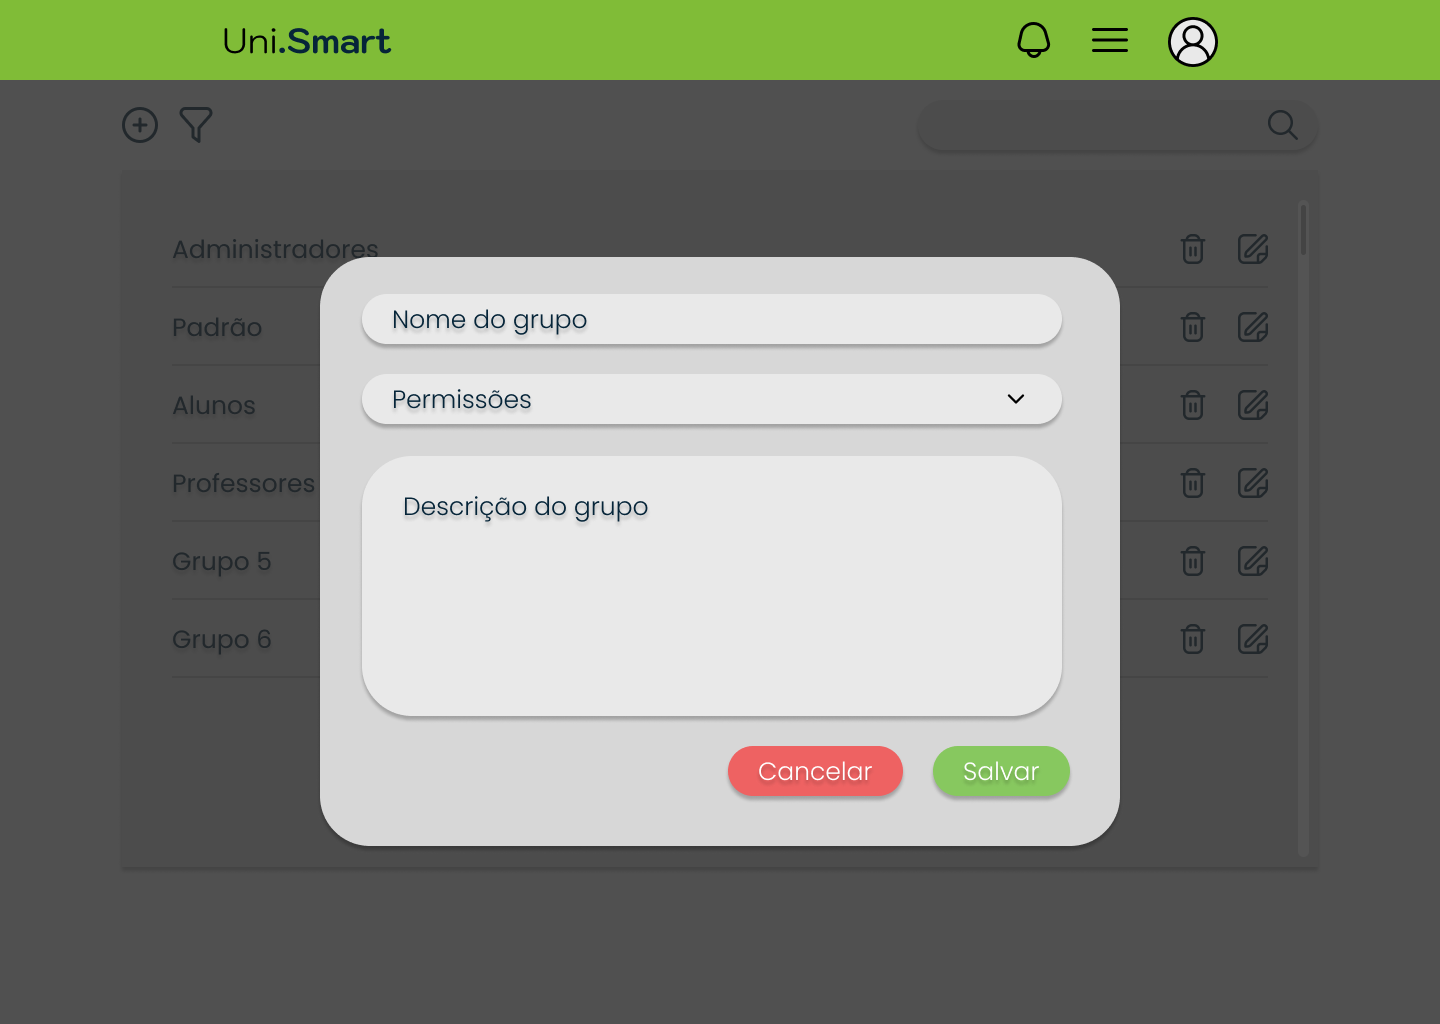 Uni.Smart
Administradores
Padrão
Alunos
Professores
Grupo 5
Grupo 6
Nome do grupo
Permissões
Descrição do grupo
Cancelar
Salvar